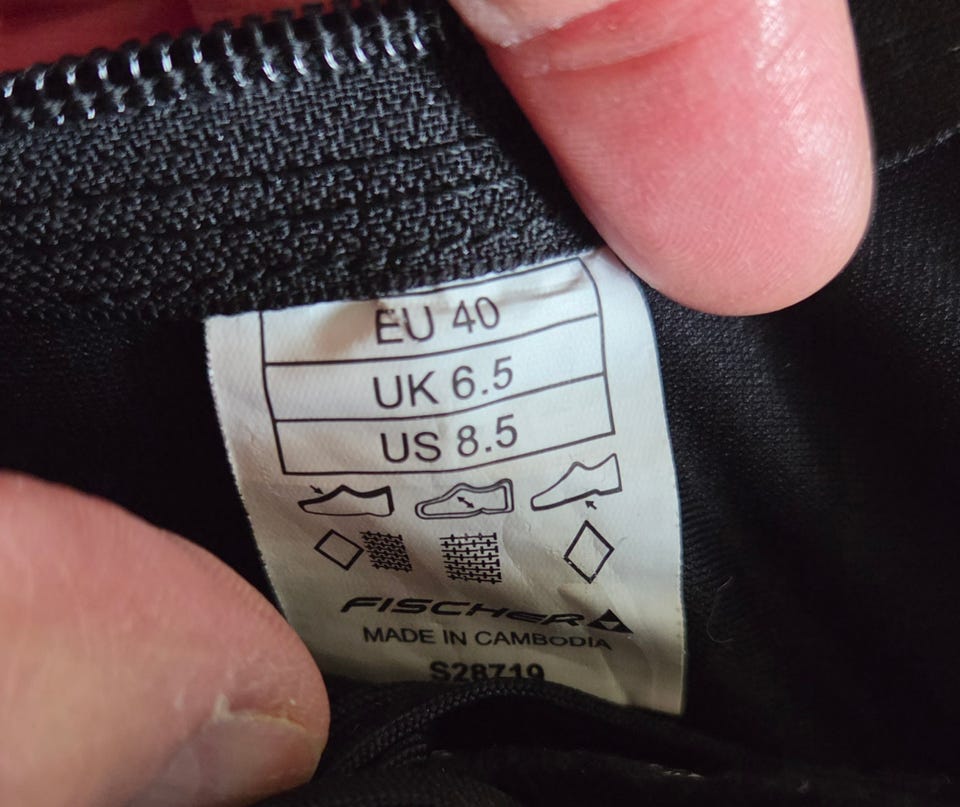 EU 40
UK 6.5
US 8.5
FISCHER
MADE IN CAMBODIA
S28719